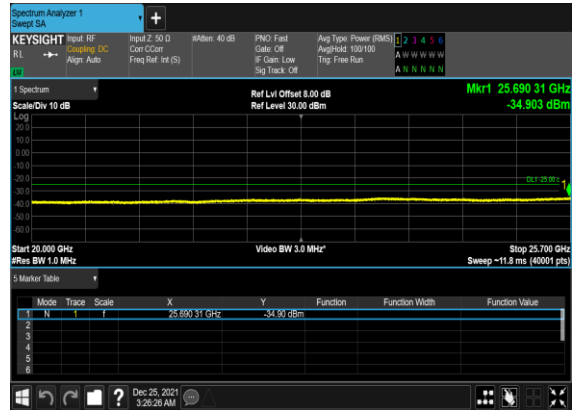 Spectrum Analyzer 1
Swept SA
+
KEYSIGHT Input: RF Input Z: 50 Ω #Atten: 40 dB PNO: Fast Avg Type: Power (RMS) 1 2 3 4 5 6
RL Coupling: DC Corr CCorr Gate: Off Avg|Hold: 100/100 A W W W W W
Align: Auto Freq Ref: Int (S) IF Gain: Low Trig: Free Run
Sig Track: Off A N N N N N
1 Spectrum Ref Lvl Offset 8.00 dB Mkr1 25.690 31 GHz
Scale/Div 10 dB Ref Level 30.00 dBm -34.903 dBm
Log
20.0
10.0
0.00
-10.0
-20.0
DL1 -25.00 1
-30.0
-40.0
-50.0
-60.0
Start 20.000 GHz Video BW 3.0 MHz* Stop 25.700 GHz
#Res BW 1.0 MHz Sweep ~11.8 ms (40001 pts)
5 Marker Table
Mode Trace Scale X Y Function Function Width Function Value
1 N 1 f 25.690 31 GHz -34.90 dBm
2
3
4
5
6
? Dec 25, 2021
3:26:26 AM